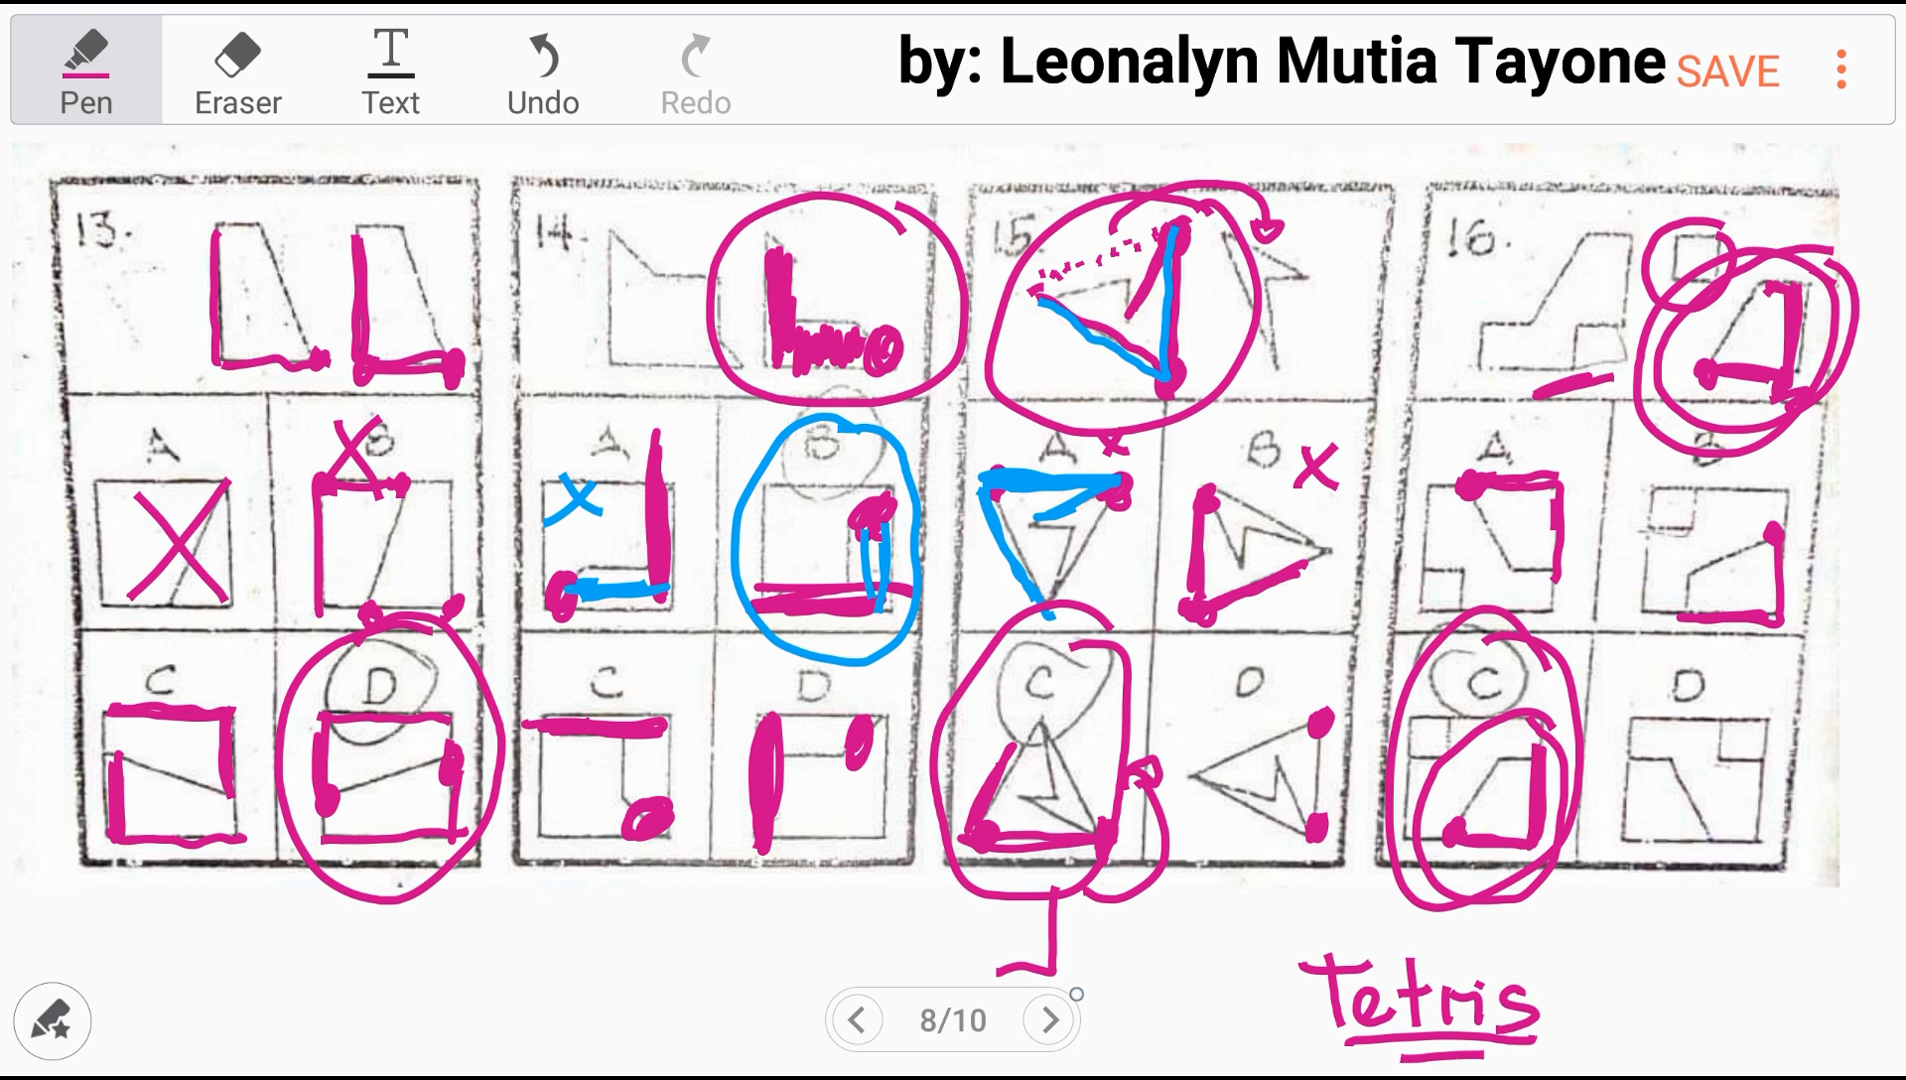 by: Leonalyn Mutia Tayone
SAVE
Pen
Eraser
Text
Undo
Redo
13.
14.
15
16.
A
B
A
B
A
B
A
B
C
D
C
D
C
D
C
D
8/10
Tetris